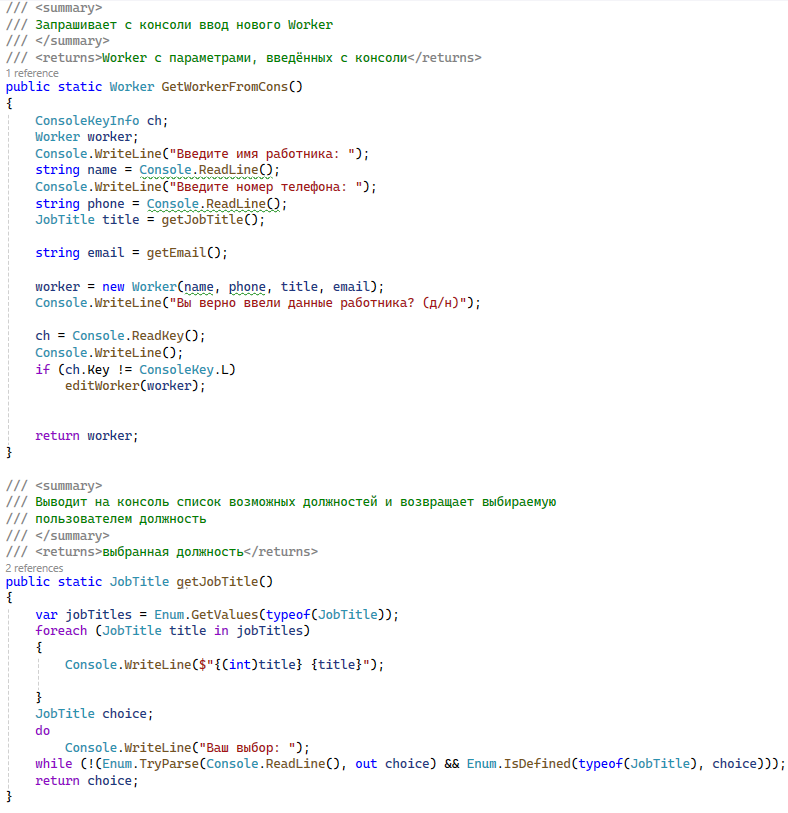 /// <summary>
/// Запрашивает с консоли ввод нового Worker
/// </summary>
/// <returns>Worker с параметрами, введённых с консоли</returns>
1 reference
public static Worker GetWorkerFromCons()
{
    ConsoleKeyInfo ch;
    Worker worker;
    Console.WriteLine("Введите имя работника: ");
    string name = Console.ReadLine();
    Console.WriteLine("Введите номер телефона: ");
    string phone = Console.ReadLine();
    JobTitle title = getJobTitle();
    string email = getEmail();
    worker = new Worker(name, phone, title, email);
    Console.WriteLine("Вы верно ввели данные работника? (д/н)");
    ch = Console.ReadKey();
    Console.WriteLine();
    if (ch.Key != ConsoleKey.L)
        editWorker(worker);
    return worker;
}
/// <summary>
/// Выводит на консоль список возможных должностей и возвращает выбираемую
/// пользователем должность
/// </summary>
/// <returns>выбранная должность</returns>
2 references
public static JobTitle getJobTitle()
{
    var jobTitles = Enum.GetValues(typeof(JobTitle));
    foreach (JobTitle title in jobTitles)
    {
        Console.WriteLine($"{(int)title} {title}");
    }
    JobTitle choice;
    do
        Console.WriteLine("Ваш выбор: ");
    while (!(Enum.TryParse(Console.ReadLine(), out choice) && Enum.IsDefined(typeof(JobTitle), choice)));
    return choice;
}